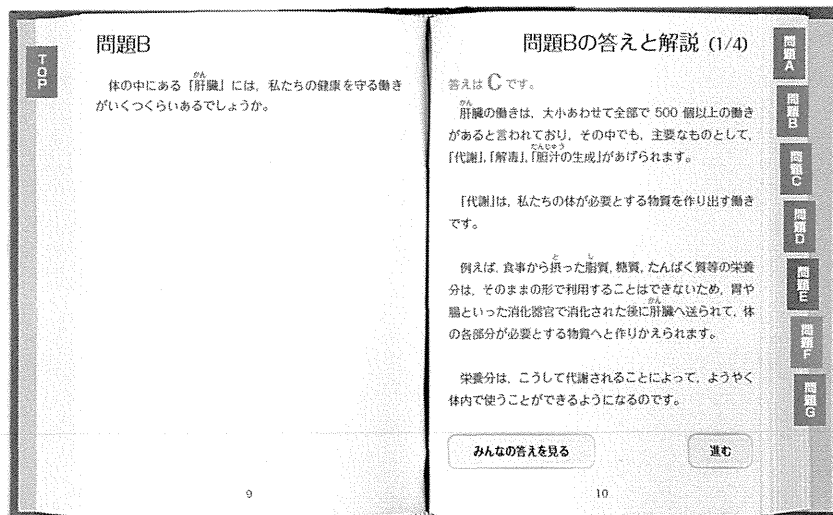 TOP
問題B
体の中にある「肝臓」には、私たちの健康を守る働き
がいくつくらいあるでしょうか。
9
問題Bの答えと解説 (1/4)
答えは C です。
肝臓の働きは、大小あわせて全部で 500 個以上の働き
があると言われており、その中でも、主要なものとして、
「代謝」、「解毒」、「胆汁の生成」があげられます。
「代謝」は、私たちの体が必要とする物質を作り出す働き
です。
例えば、食事から摂った脂質、糖質、たんぱく質等の栄養
分は、そのままの形で利用することはできないため、胃や
腸といった消化器官で消化された後に肝臓へ送られて、体
の各部分が必要とする物質へと作りかえられます。
栄養分は、こうして代謝されることによって、ようやく
体内で使うことができるようになるのです。
みんなの答えを見る
進む
10
問題A
問題B
問題C
問題D
問題E
問題F
問題G